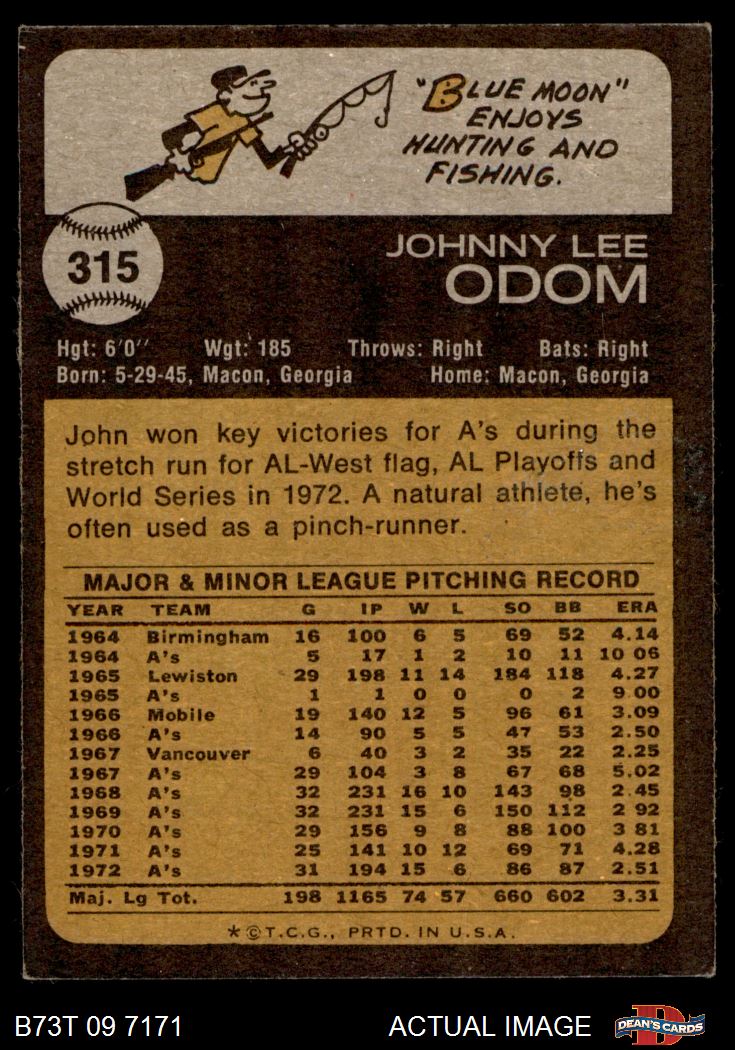 "BLUE MOON"
ENJOYS
HUNTING AND
FISHING.
315
JOHNNY LEE
ODOM
Hgt: 6'0'' Wgt: 185 Throws: Right Bats: Right
Born: 5-29-45, Macon, Georgia Home: Macon, Georgia
John won key victories for A's during the
stretch run for AL-West flag, AL Playoffs and
World Series in 1972. A natural athlete, he's
often used as a pinch-runner.
MAJOR & MINOR LEAGUE PITCHING RECORD
YEAR TEAM G IP W L SO BB ERA
1964 Birmingham 16 100 6 5 69 52 4.14
1964 A's 5 17 1 2 10 11 10 06
1965 Lewiston 29 198 11 14 184 118 4.27
1965 A's 1 1 0 0 0 2 9 00
1966 Mobile 19 140 12 5 96 61 3.09
1966 A's 14 90 5 5 47 53 2.50
1967 Vancouver 6 40 3 2 35 22 2.25
1967 A's 29 104 3 8 67 68 5.02
1968 A's 32 231 16 10 143 98 2.45
1969 A's 32 231 15 6 150 112 2 92
1970 A's 29 156 9 8 88 100 3 81
1971 A's 25 141 10 12 69 71 4.28
1972 A's 31 194 15 6 86 87 2.51
Maj. Lg Tot. 198 1165 74 57 660 602 3.31
*©T.C.G., PRTD. IN U.S.A.
B73T 09 7171 ACTUAL IMAGE DEAN'S CARDS